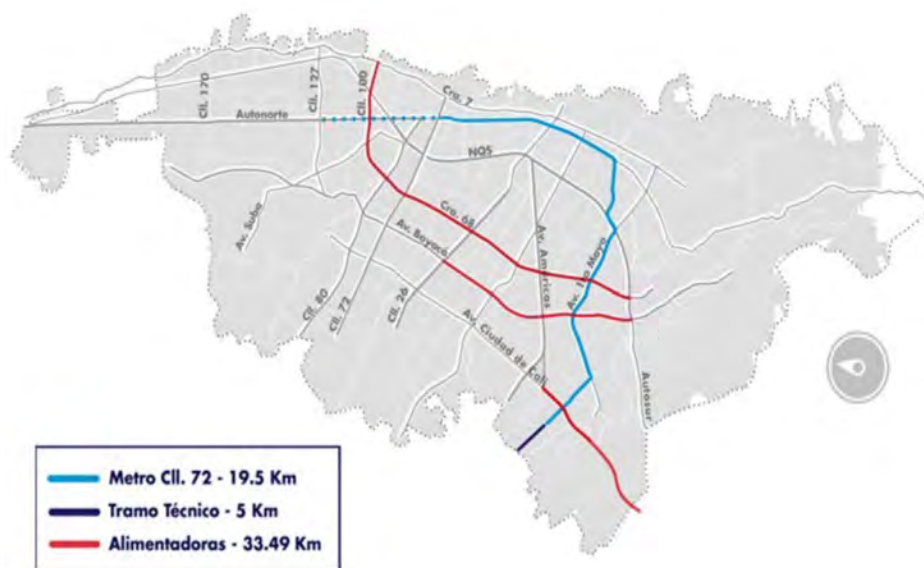 Cll. 170
Cll. 127
Cll. 100
Cra. 7
Autonorte
NQS
Av. Suba
Cra. 68
Av. Boyacá
Av. Américas
Av. 1ro Mayo
Cll. 80
Cll. 72
Cll. 26
Av. Ciudad de Cali
Autosur
Metro Cll. 72 - 19.5 Km
Tramo Técnico - 5 Km
Alimentadoras - 33.49 Km